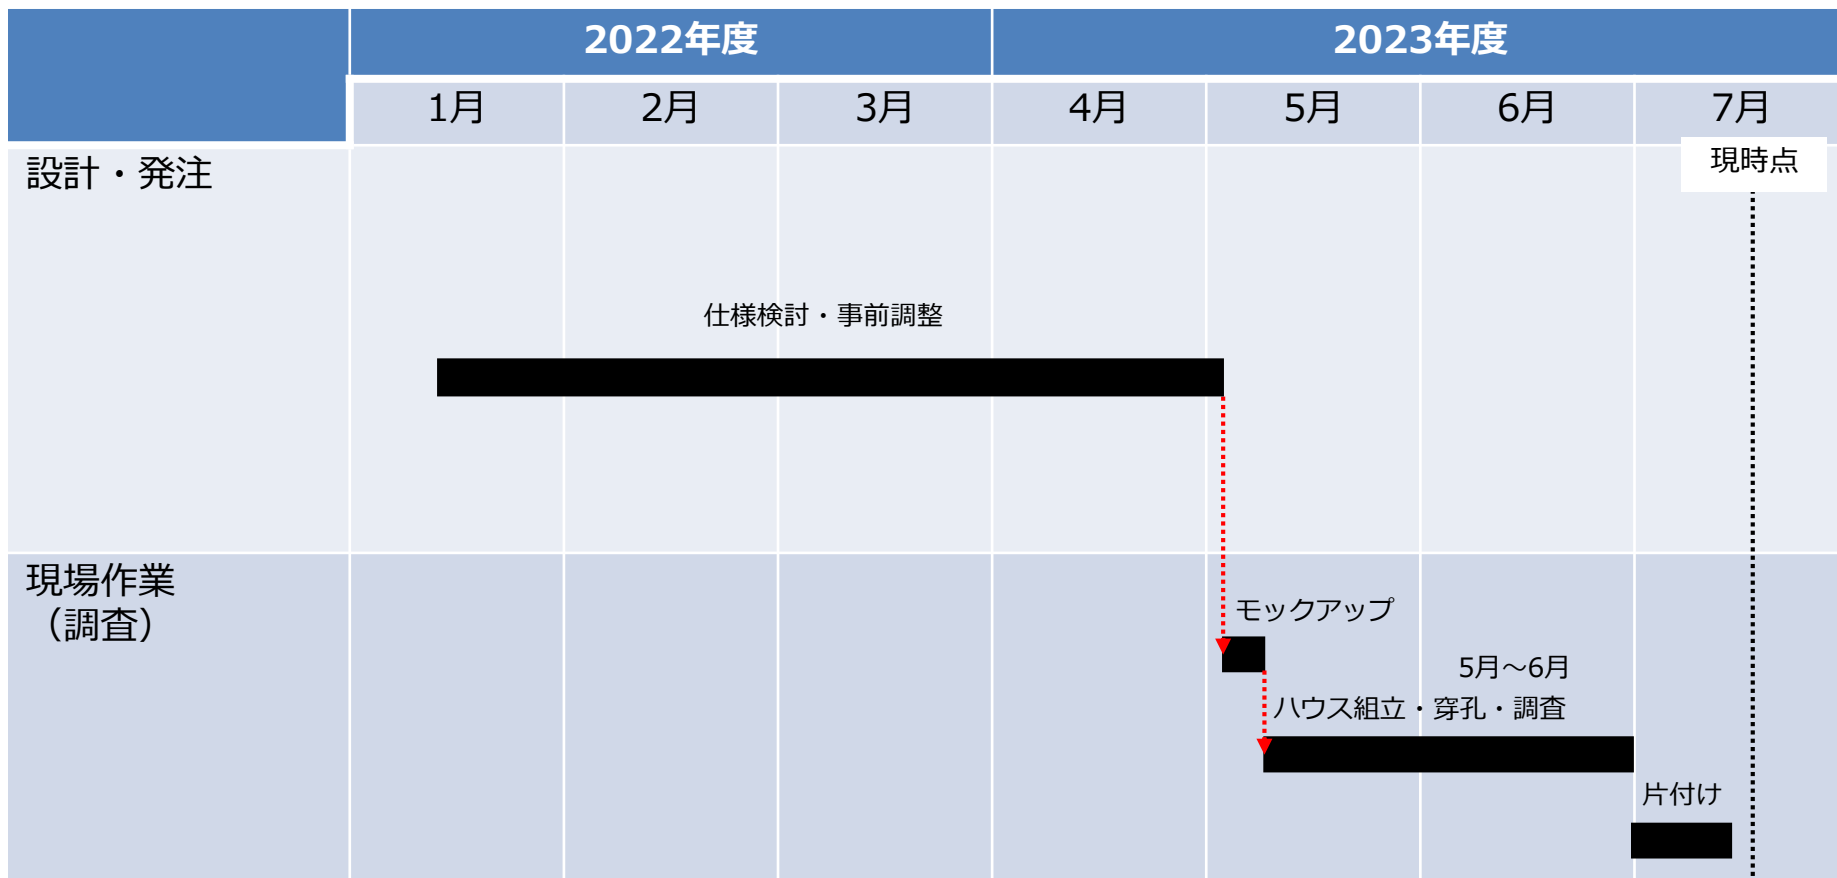 2022年度
2023年度
1月
2月
3月
4月
5月
6月
7月
現時点
設計・発注
仕様検討・事前調整
現場作業
（調査）
モックアップ
5月～6月
ハウス組立・穿孔・調査
片付け